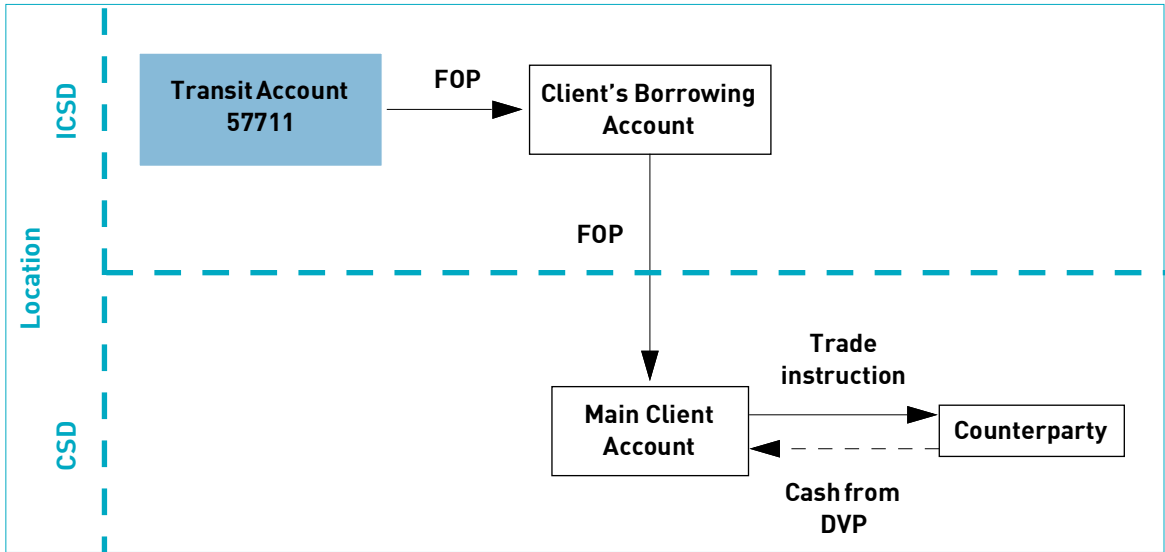 Location
ICSD
Transit Account
57711
FOP
Client's Borrowing
Account
FOP
CSD
Main Client
Account
Trade
instruction
Counterparty
Cash from
DVP